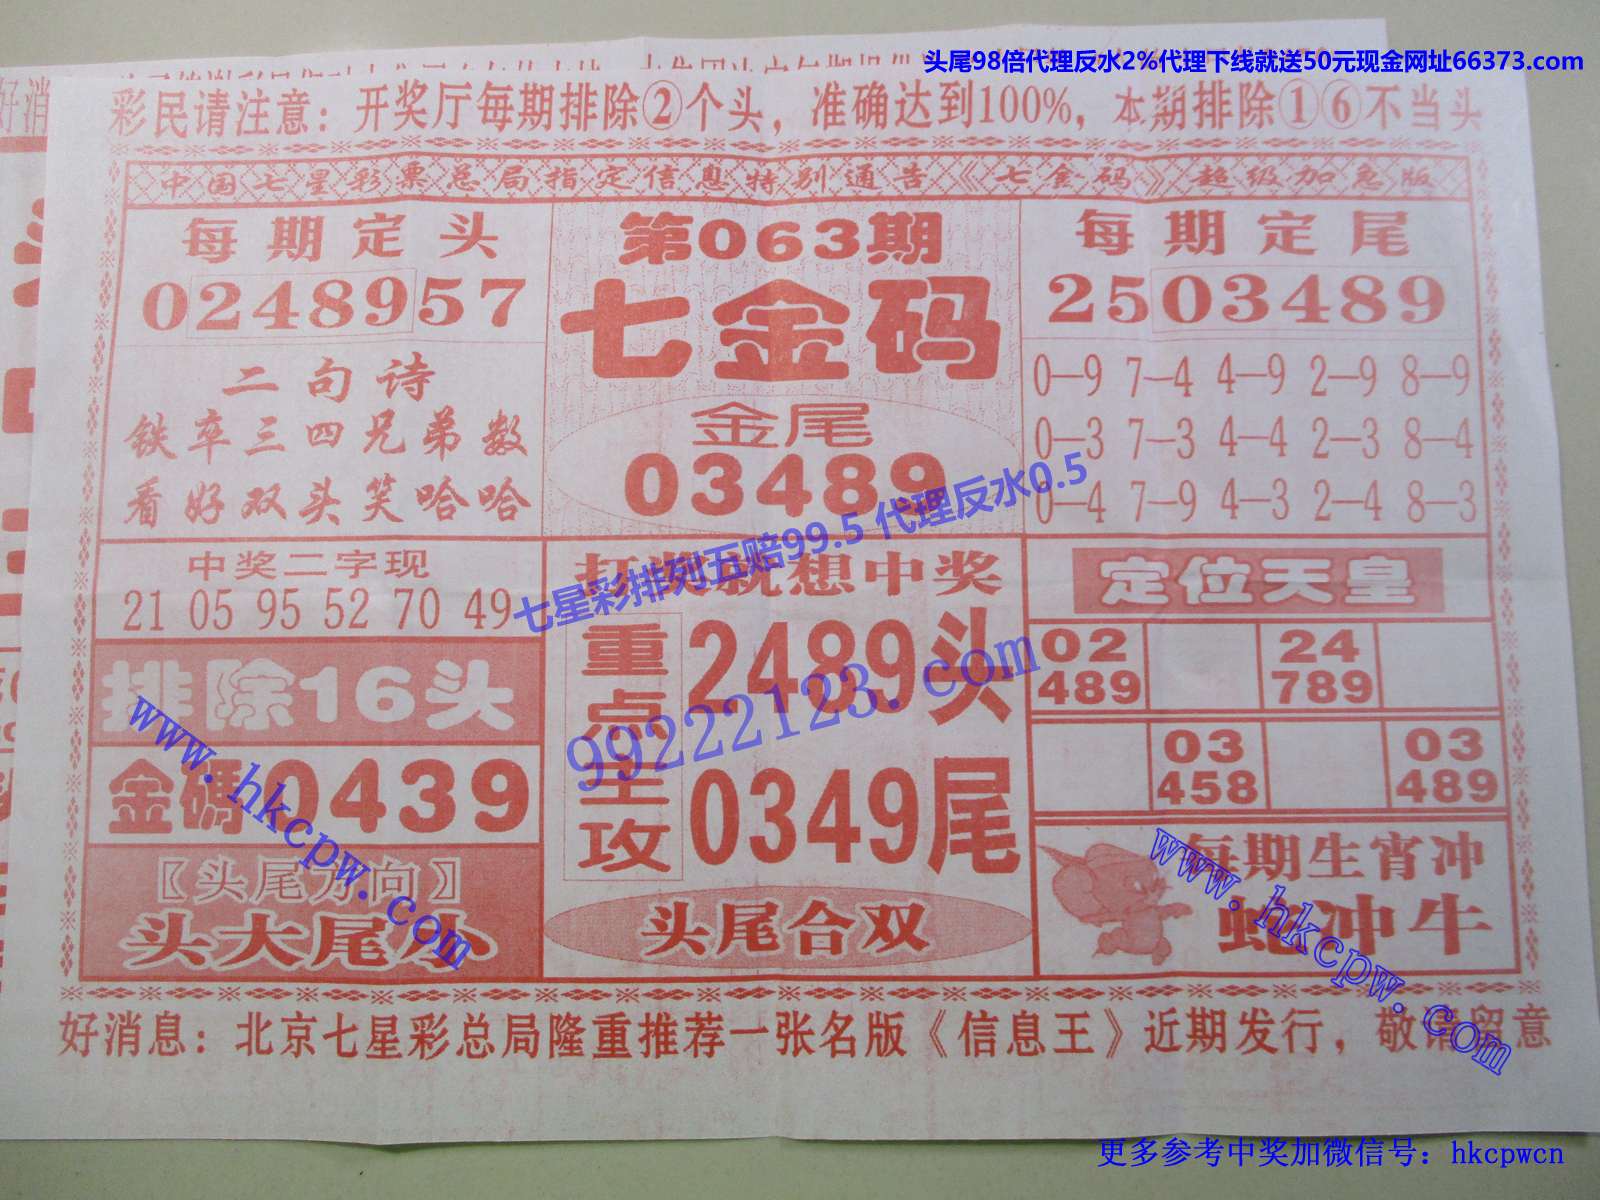 头尾98倍代理反水2%代理下线就送50元现金网址66373.com
好消
彩民请注意：开奖厅每期排除②个头，准确达到100%，本期排除①⑥不当头
中国七星彩票总局指定信息特别通告《七金码》超级加急版
每期定头
0248957
二句诗
铁卒三四兄弟数
看好双头笑哈哈
第063期
七金码
金尾
03489
每期定尾
2503489
0—9 7—4 4—9 2—9 8—9
0—3 7—3 4—4 2—3 8—4
0—4 7—9 4—3 2—4 8—3
中奖二字现
21 05 95 52 70 49
排除16头
金碼0439
〖头尾方向〗
头大尾小
就想中奖
重点主攻
2489头
0349尾
头尾合双
定位天皇
02 24
489 789
03 03
458 489
每期生肖冲
蛇冲牛
好消息：北京七星彩总局隆重推荐一张名版《信息王》近期发行，敬请留意
七星彩排列五赔99.5 代理反水0.5
99222123.com
www.hkcpw.com
www.hkcpw.com
更多参考中奖加微信号：hkcpwcn